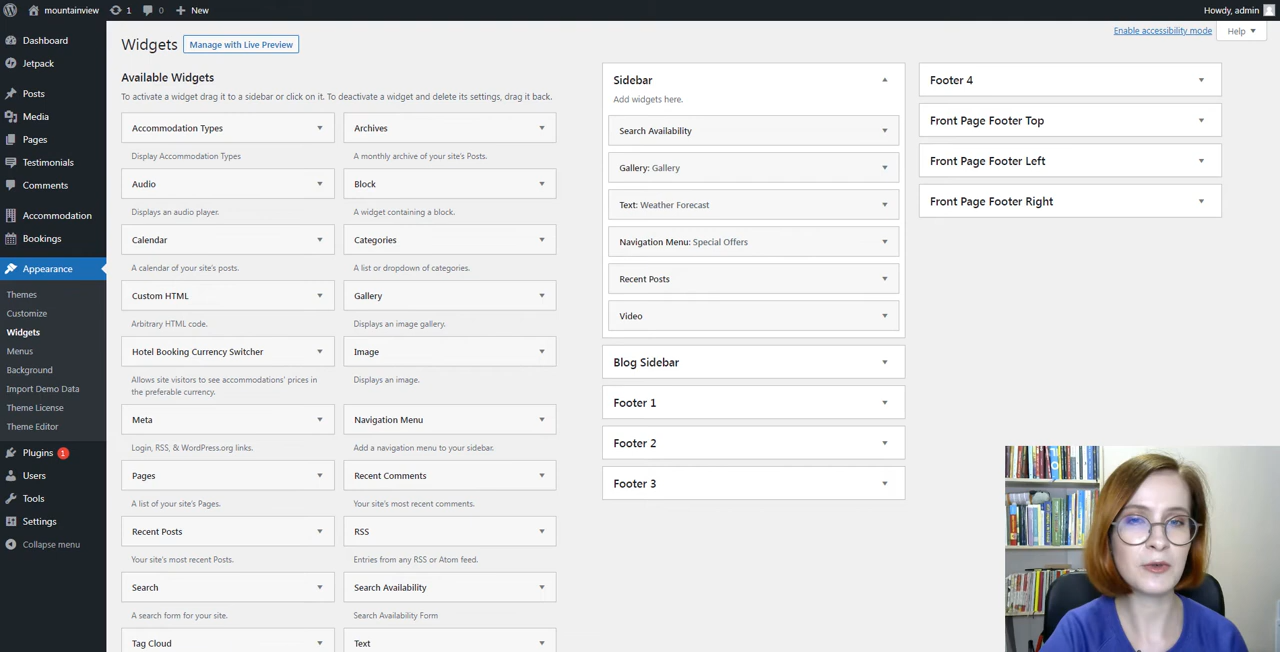 mountainview
1
0
New
Howdy, admin
Dashboard
Jetpack
Posts
Media
Pages
Testimonials
Comments
Accommodation
Bookings
Appearance
Themes
Customize
Widgets
Menus
Background
Import Demo Data
Theme License
Theme Editor
Plugins 1
Users
Tools
Settings
Collapse menu
Enable accessibility mode
Help
Widgets
Manage with Live Preview
Available Widgets
To activate a widget drag it to a sidebar or click on it. To deactivate a widget and delete its settings, drag it back.
Accommodation Types
Archives
Display Accommodation Types
A monthly archive of your site's Posts.
Audio
Block
Displays an audio player.
A widget containing a block.
Calendar
Categories
A calendar of your site's posts.
A list or dropdown of categories.
Custom HTML
Gallery
Arbitrary HTML code.
Displays an image gallery.
Hotel Booking Currency Switcher
Image
Allows site visitors to see accommodations' prices in
the preferable currency.
Displays an image.
Meta
Navigation Menu
Login, RSS, & WordPress.org links.
Add a navigation menu to your sidebar.
Pages
Recent Comments
A list of your site's Pages.
Your site's most recent comments.
Recent Posts
RSS
Your site's most recent Posts.
Entries from any RSS or Atom feed.
Search
Search Availability
A search form for your site.
Search Availability Form
Tag Cloud
Text
Sidebar
Add widgets here.
Search Availability
Gallery: Gallery
Text: Weather Forecast
Navigation Menu: Special Offers
Recent Posts
Video
Blog Sidebar
Footer 1
Footer 2
Footer 3
Footer 4
Front Page Footer Top
Front Page Footer Left
Front Page Footer Right